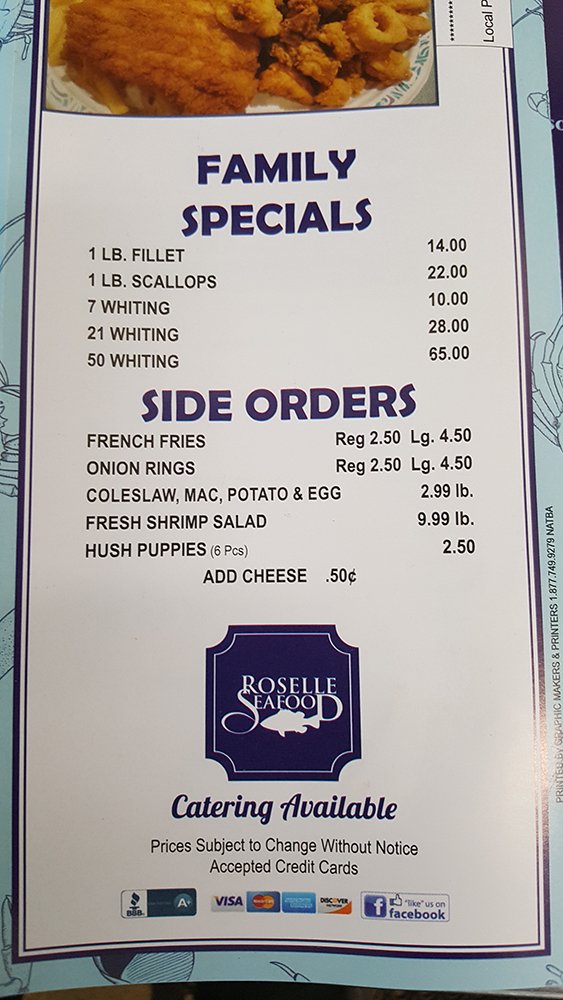 Local P
FAMILY
SPECIALS
1 LB. FILLET 14.00
1 LB. SCALLOPS 22.00
7 WHITING 10.00
21 WHITING 28.00
50 WHITING 65.00
SIDE ORDERS
FRENCH FRIES Reg 2.50 Lg. 4.50
ONION RINGS Reg 2.50 Lg. 4.50
COLESLAW, MAC, POTATO & EGG 2.99 lb.
FRESH SHRIMP SALAD 9.99 lb.
HUSH PUPPIES (6 Pcs) 2.50
ADD CHEESE .50¢
ROSELLE
SEAFOOD
Catering Available
Prices Subject to Change Without Notice
Accepted Credit Cards
BBB. A+ VISA MasterCard DISCOVER NETWORK
f "like" us on
facebook
PRINTED BY GRAPHIC MAKERS & PRINTERS 1.877.749.9279 NATBA